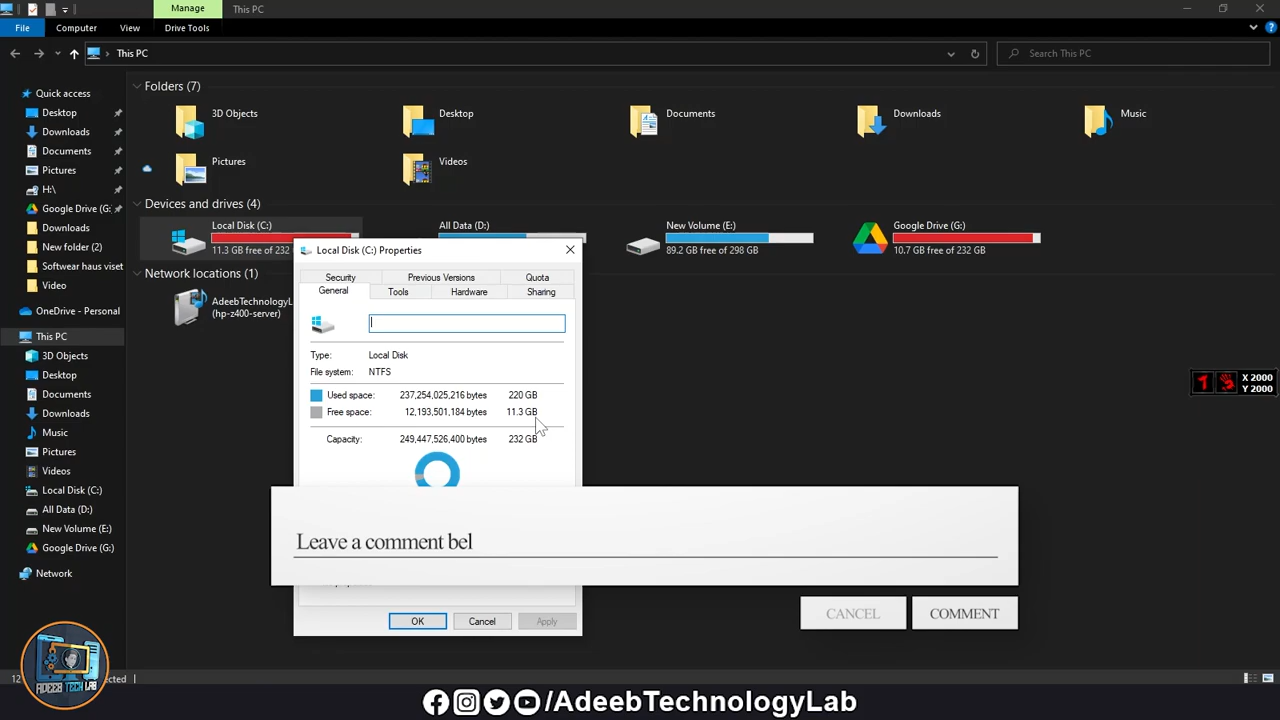 Manage
This PC
File
Computer
View
Drive Tools
This PC
Search This PC
Quick access
Desktop
Downloads
Documents
Pictures
H:\
Google Drive (G:
Downloads
New folder (2)
Softwear haus viset
Video
OneDrive - Personal
This PC
3D Objects
Desktop
Documents
Downloads
Music
Pictures
Videos
Local Disk (C:)
All Data (D:)
New Volume (E:)
Google Drive (G:)
Network
Folders (7)
3D Objects
Desktop
Documents
Downloads
Music
Pictures
Videos
Devices and drives (4)
Local Disk (C:)
11.3 GB free of 232
All Data (D:)
New Volume (E:)
89.2 GB free of 298 GB
Google Drive (G:)
10.7 GB free of 232 GB
Network locations (1)
AdeebTechnologyL
(hp-z400-server)
Local Disk (C:) Properties
Security
Previous Versions
Quota
General
Tools
Hardware
Sharing
Type: Local Disk
File system: NTFS
Used space: 237,254,025,216 bytes 220 GB
Free space: 12,193,501,184 bytes 11.3 GB
Capacity: 249,447,526,400 bytes 232 GB
Leave a comment bel
CANCEL
COMMENT
OK
Cancel
Apply
X 2000
Y 2000
ADEEB TECH LAB
12
/AdeebTechnologyLab